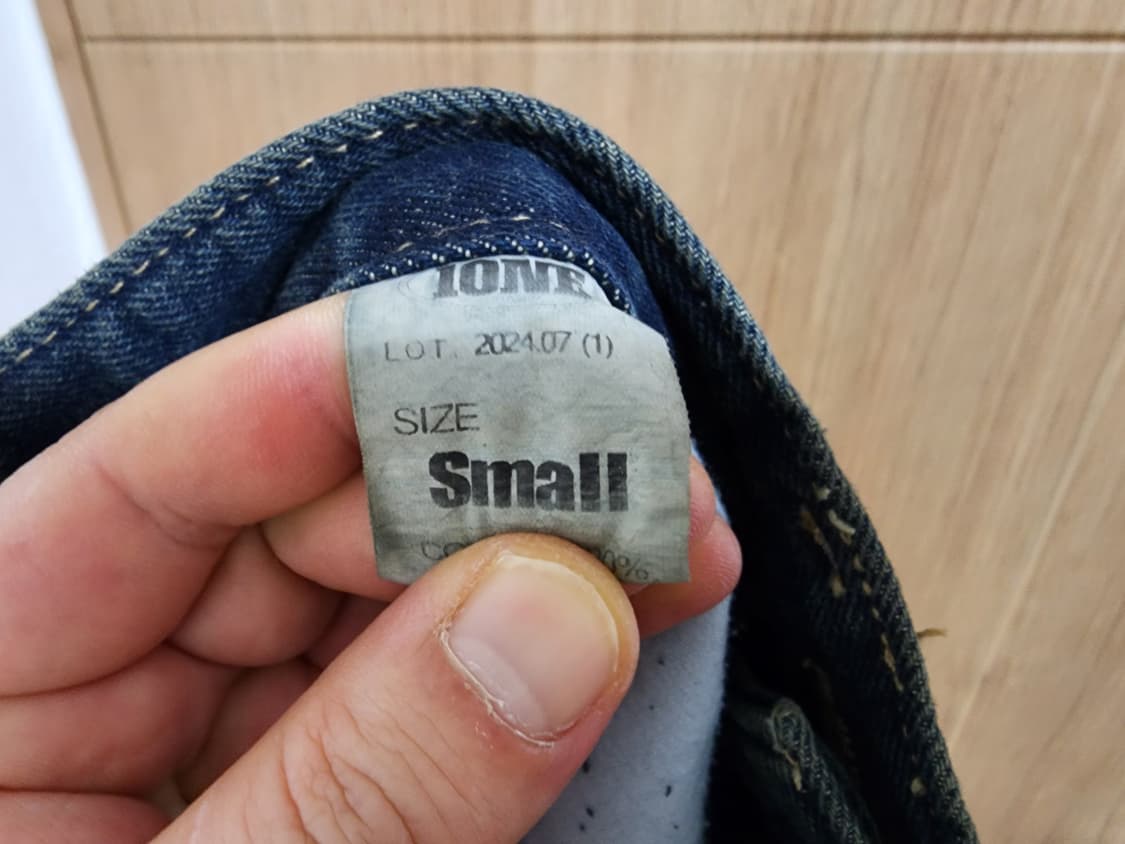 IONE
LOT. 2024.07 (1)
SIZE
Small